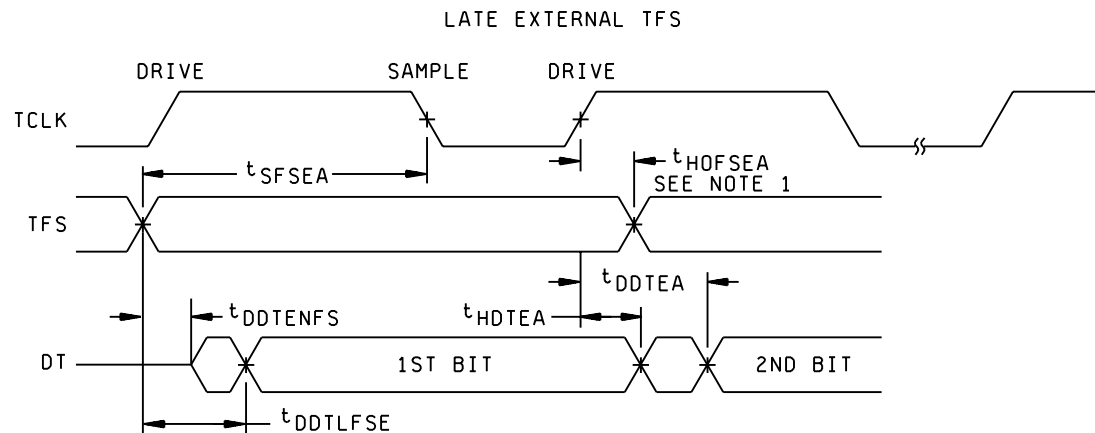 LATE EXTERNAL TFS
DRIVE SAMPLE DRIVE
TCLK
tSFSEA
tHOFSEA
SEE NOTE 1
TFS
tDDTEA
tDDTENFS
tHDTEA
DT
1ST BIT
2ND BIT
tDDTLFSE